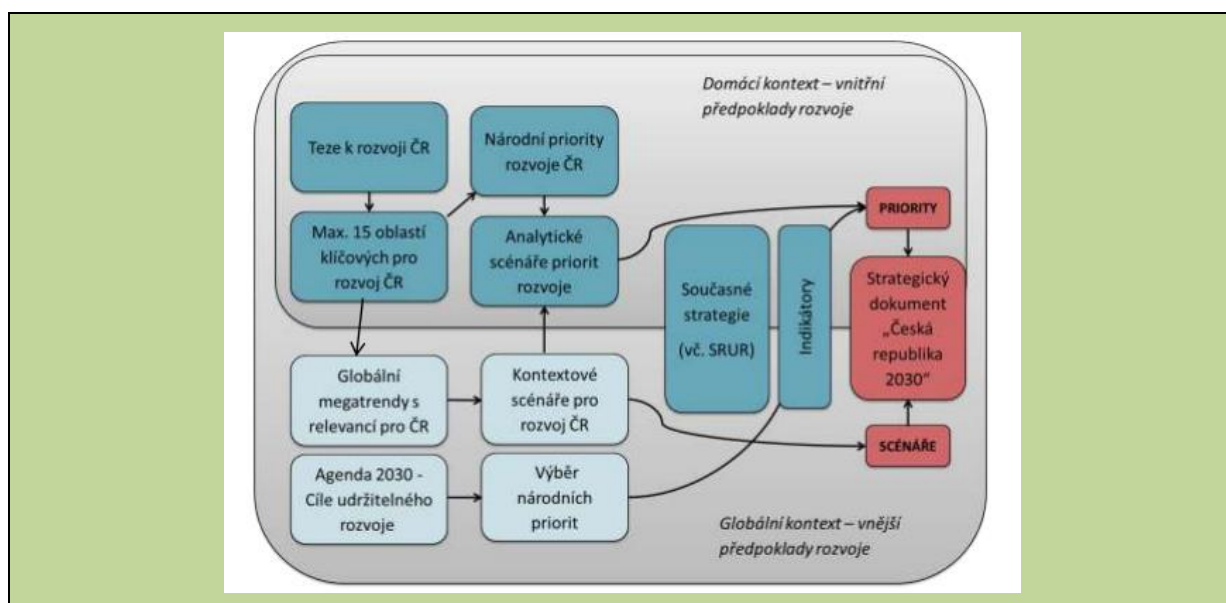 Domácí kontext – vnitřní
předpoklady rozvoje
Teze k rozvoji ČR
Národní priority
rozvoje ČR
Max. 15 oblastí
klíčových pro
rozvoj ČR
Analytické
scénáře priorit
rozvoje
Současné
strategie
(vč. SRUR)
Indikátory
PRIORITY
Strategický
dokument
„Česká
republika
2030“
SCÉNÁŘE
Globální
megatrendy s
relevancí pro ČR
Kontextové
scénáře pro
rozvoj ČR
Agenda 2030 -
Cíle udržitelného
rozvoje
Výběr
národních
priorit
Globální kontext – vnější
předpoklady rozvoje